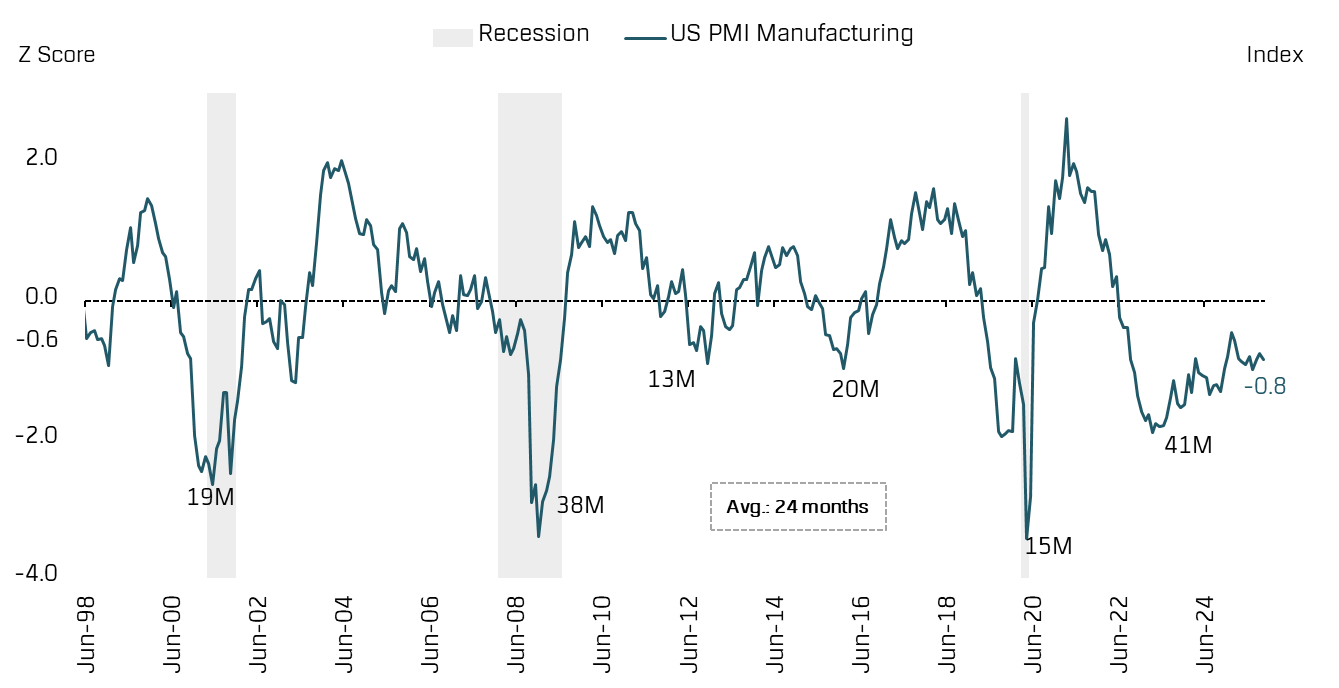 Recession
US PMI Manufacturing
Z Score
Index
2.0
0.0
-0.6
-2.0
-4.0
19M
38M
13M
20M
15M
41M
-0.8
Avg.: 24 months
Jun-98
Jun-00
Jun-02
Jun-04
Jun-06
Jun-08
Jun-10
Jun-12
Jun-14
Jun-16
Jun-18
Jun-20
Jun-22
Jun-24